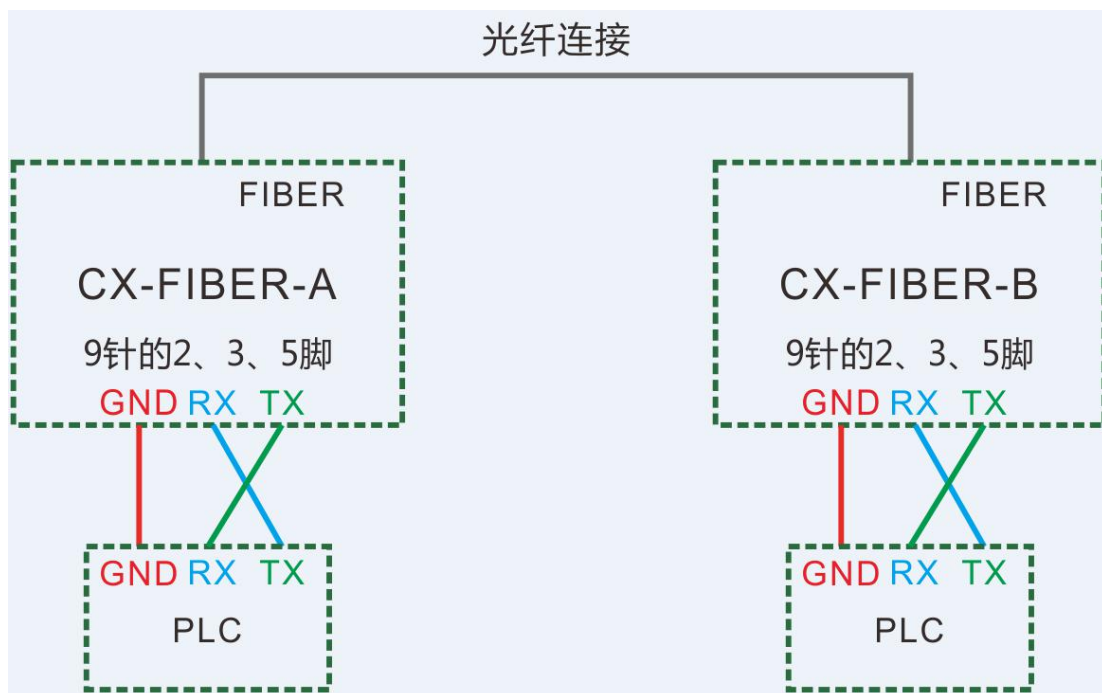 光纤连接
FIBER
CX-FIBER-A
9针的2、3、5脚
GND RX TX
GND RX TX
PLC
FIBER
CX-FIBER-B
9针的2、3、5脚
GND RX TX
GND RX TX
PLC